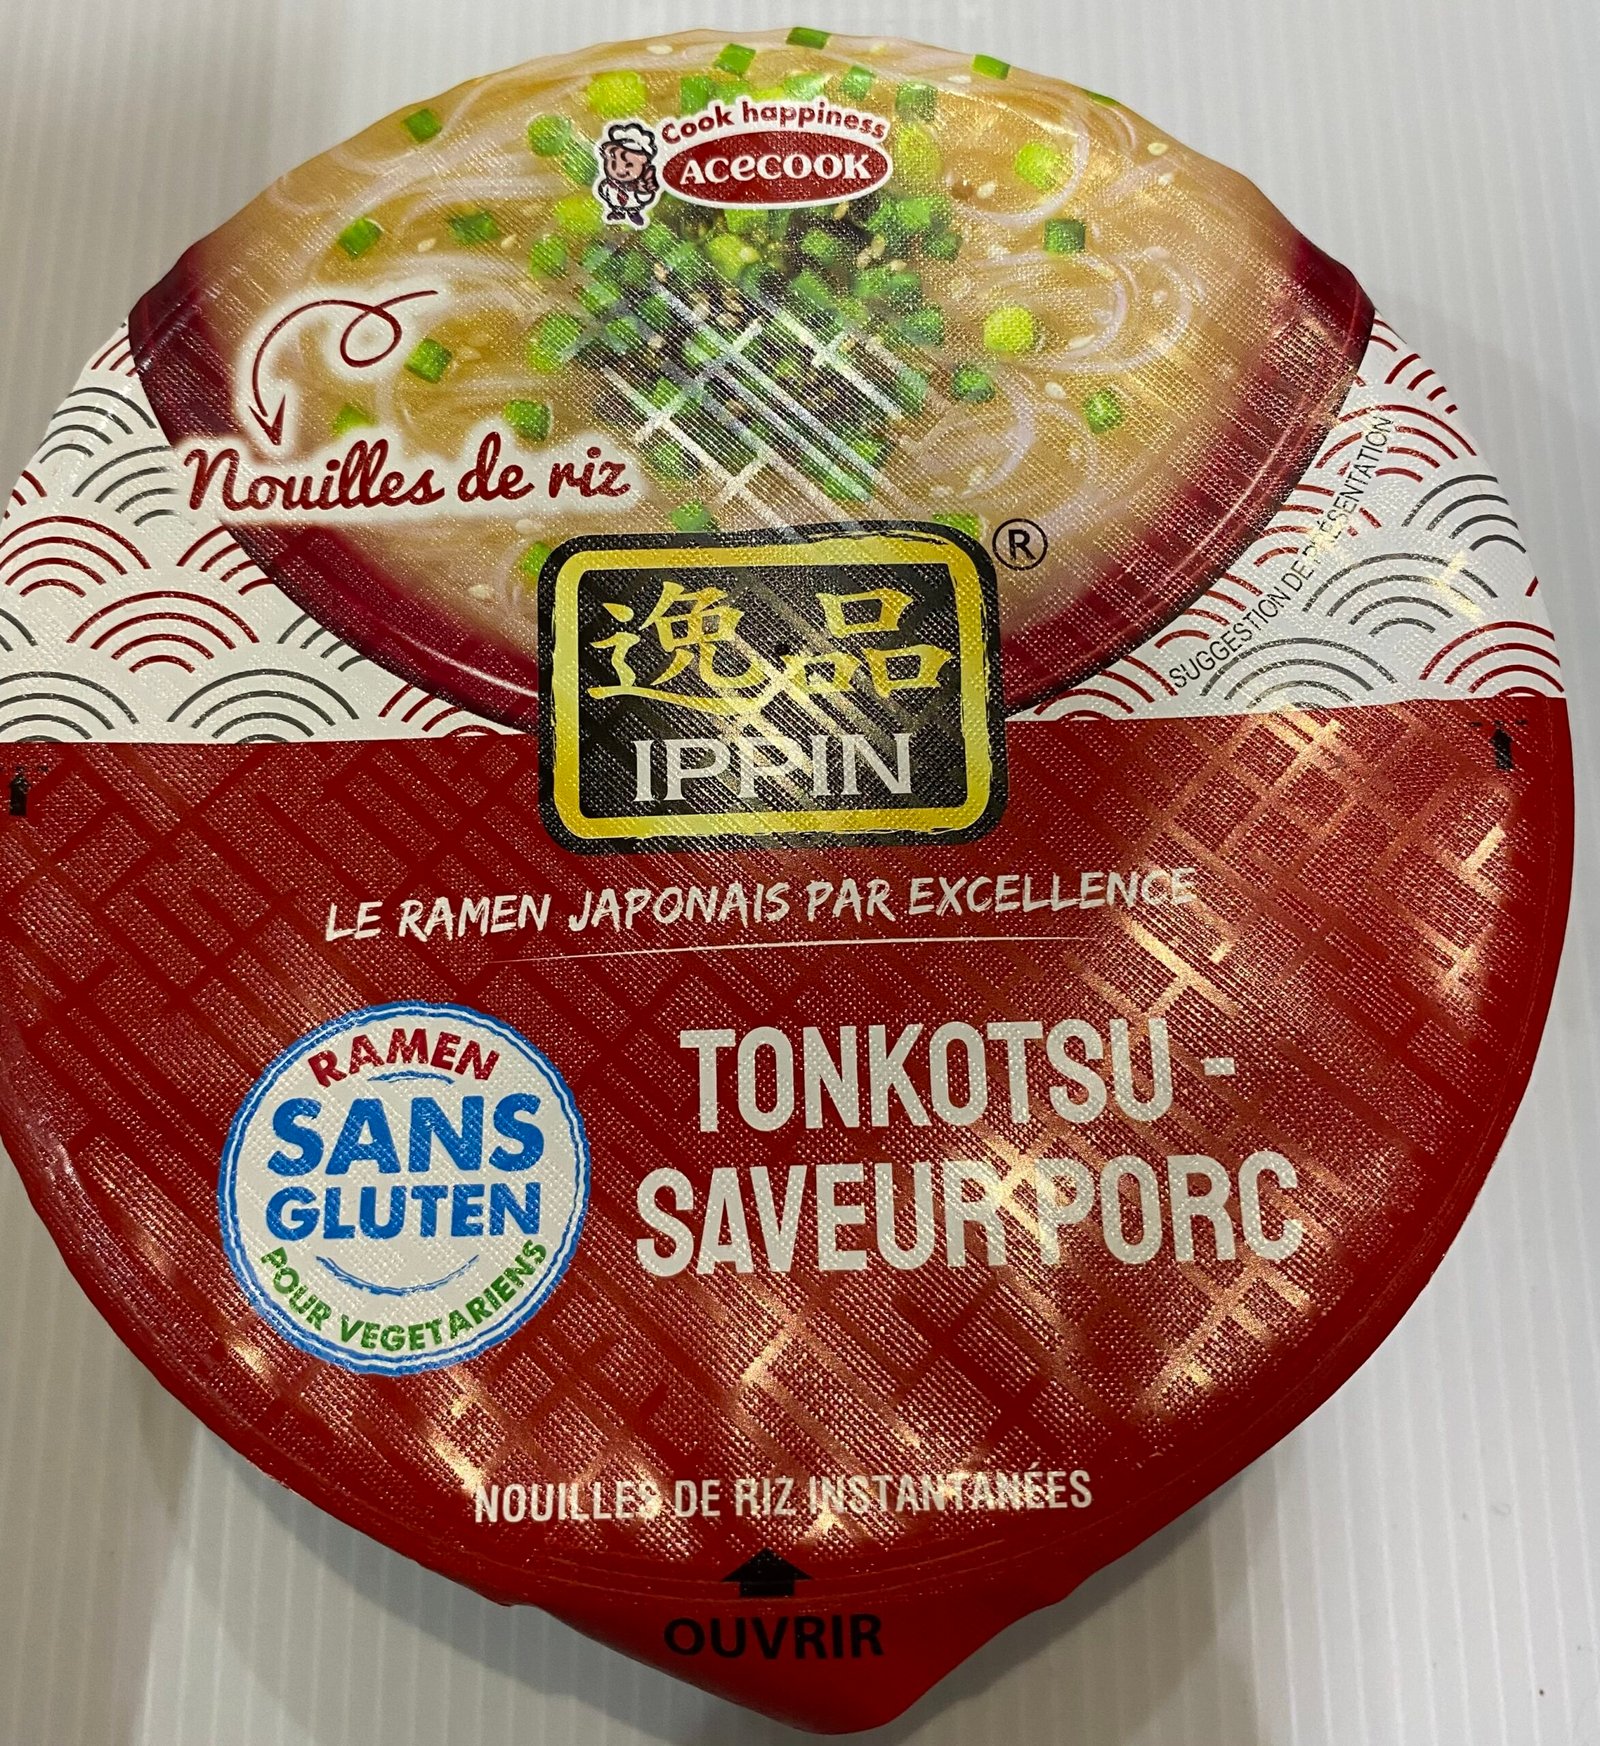 Cook happiness
ACECOOK
Nouilles de riz
®
逸品
IPPIN
SUGGESTION DE PRÉSENTATION
LE RAMEN JAPONAIS PAR EXCELLENCE
RAMEN
SANS
GLUTEN
POUR VEGETARIENS
TONKOTSU -
SAVEUR PORC
NOUILLES DE RIZ INSTANTANÉES
OUVRIR